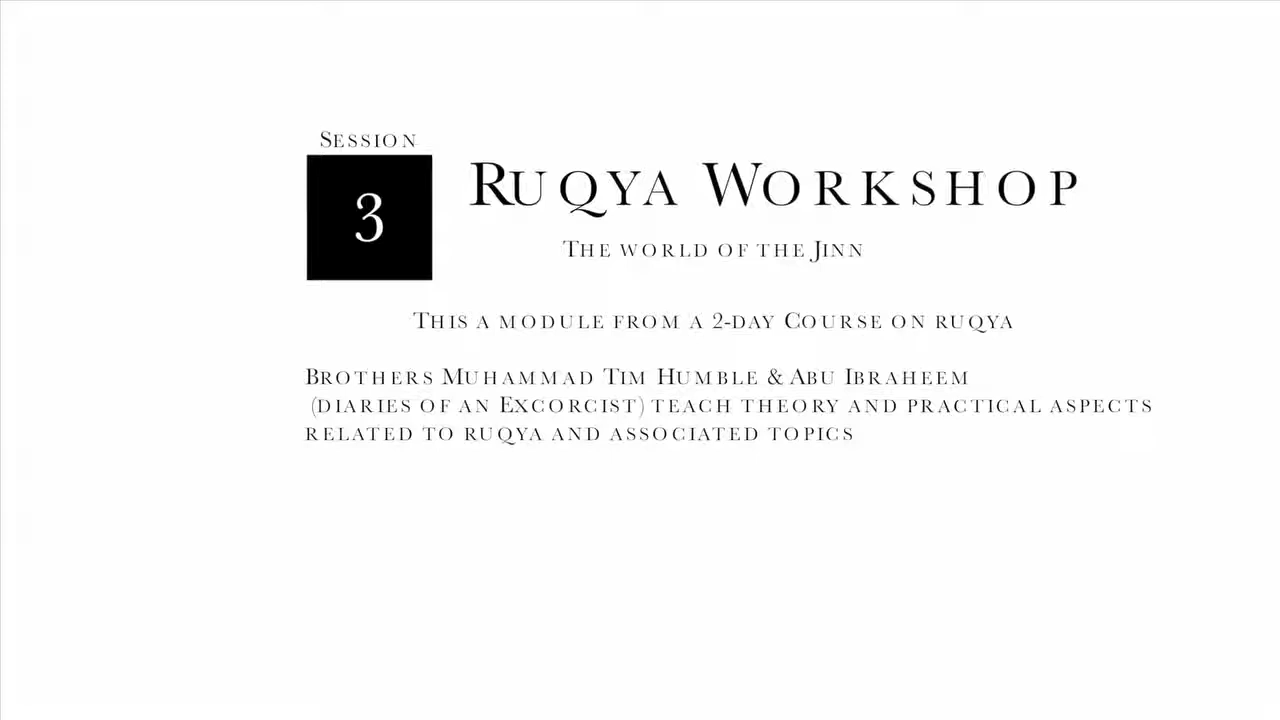 Session
3
Ruqya Workshop
The world of the Jinn
This a module from a 2-day Course on ruqya
Brothers Muhammad Tim Humble & Abu Ibraheem
(diaries of an Excorcist) teach theory and practical aspects
related to ruqya and associated topics